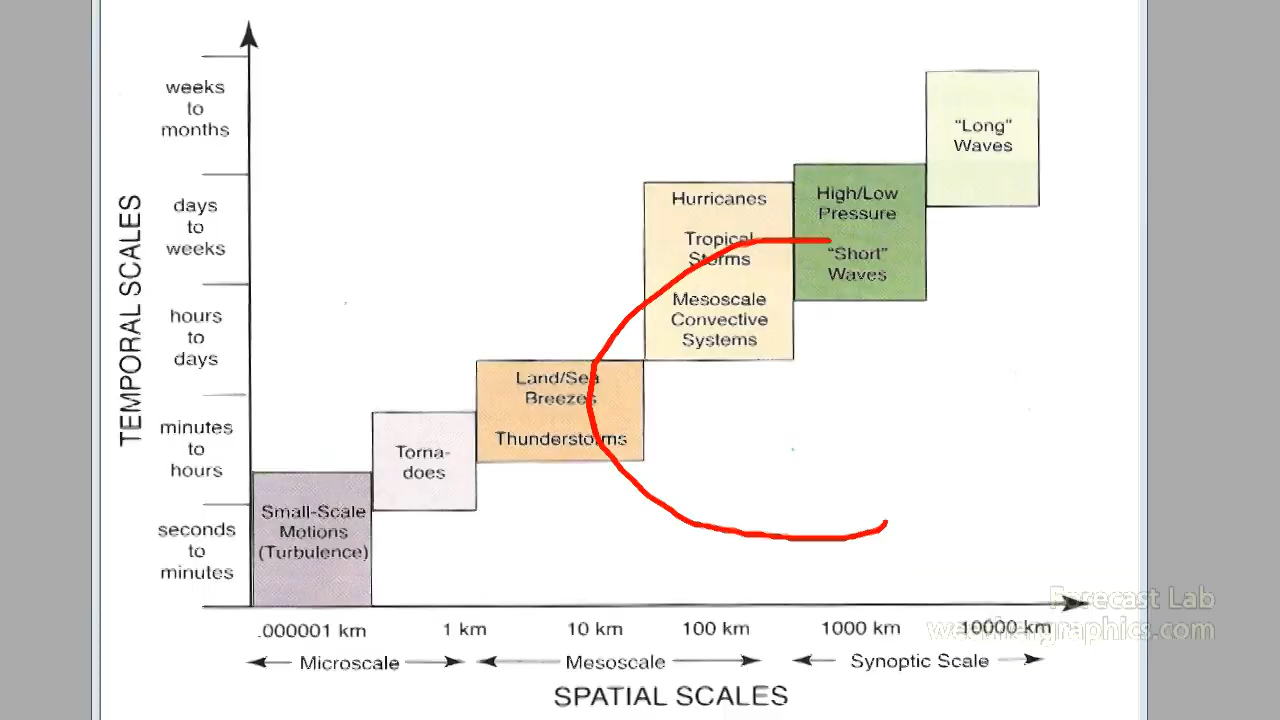 weeks
to
months
days
to
weeks
hours
to
days
minutes
to
hours
seconds
to
minutes
TEMPORAL SCALES
"Long"
Waves
High/Low
Pressure
"Short"
Waves
Hurricanes
Tropical
Storms
Mesoscale
Convective
Systems
Land/Sea
Breezes
Thunderstorms
Torna-
does
Small-Scale
Motions
(Turbulence)
.000001 km 1 km 10 km 100 km 1000 km 10000 km
Microscale Mesoscale Synoptic Scale
SPATIAL SCALES
Forecast Lab
weathergraphics.com